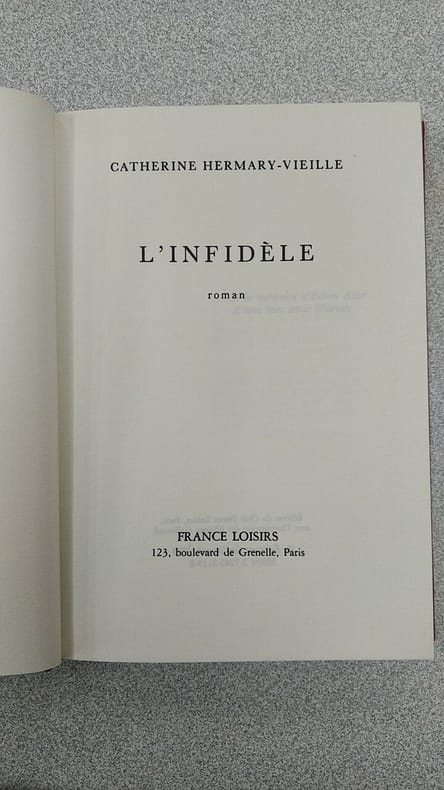 CATHERINE HERMARY-VIEILLE
L'INFIDÈLE
roman
FRANCE LOISIRS
123, boulevard de Grenelle, Paris